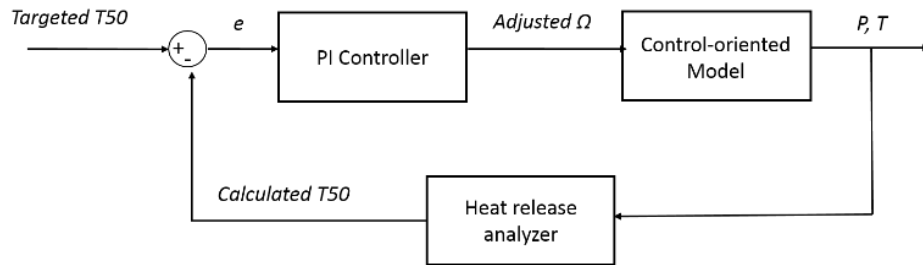 Targeted T50
e
Adjusted Ω
P, T
+
-
PI Controller
Control-oriented
Model
Calculated T50
Heat release
analyzer